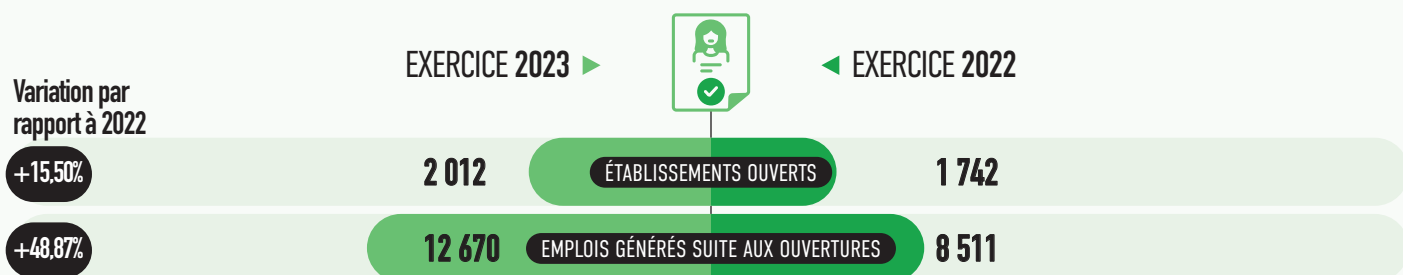 EXERCICE 2023
EXERCICE 2022
Variation par
rapport à 2022
+15,50%
2 012
ÉTABLISSEMENTS OUVERTS
1 742
+48,87%
12 670
EMPLOIS GÉNÉRÉS SUITE AUX OUVERTURES
8 511